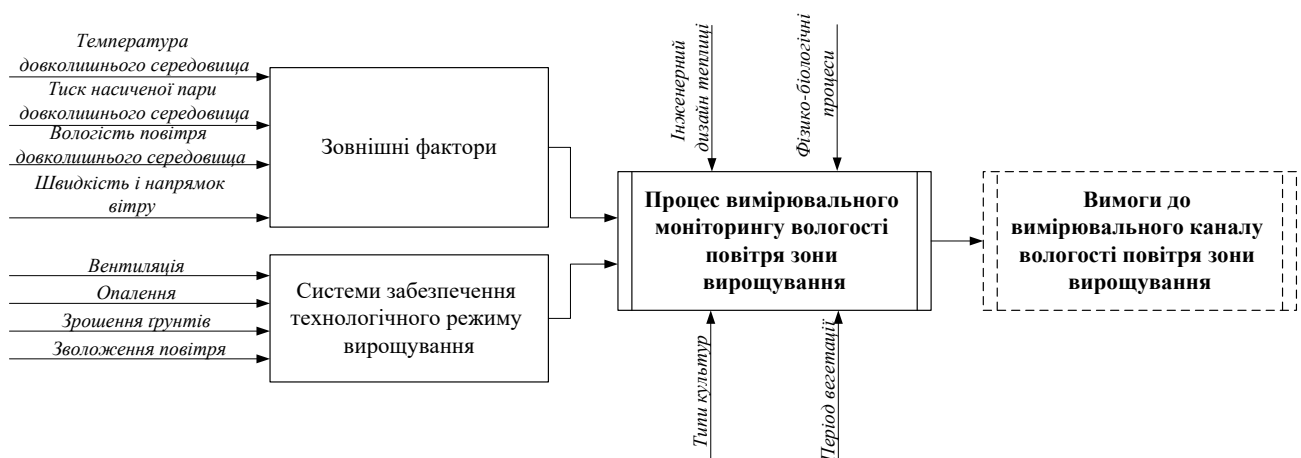 Температура
довколишнього середовища
Тиск насиченої пари
довколишнього середовища
Вологість повітря
довколишнього середовища
Швидкість і напрямок
вітру
Зовнішні фактори
Вентиляція
Опалення
Зрошення ґрунтів
Зволоження повітря
Системи забезпечення
технологічного режиму
вирощування
Інженерний
дизайн теплиці
Фізико-біологічні
процеси
Процес вимірювального
моніторингу вологості
повітря зони
вирощування
Типи культур
Період вегетації
Вимоги до
вимірювального каналу
вологості повітря зони
вирощування